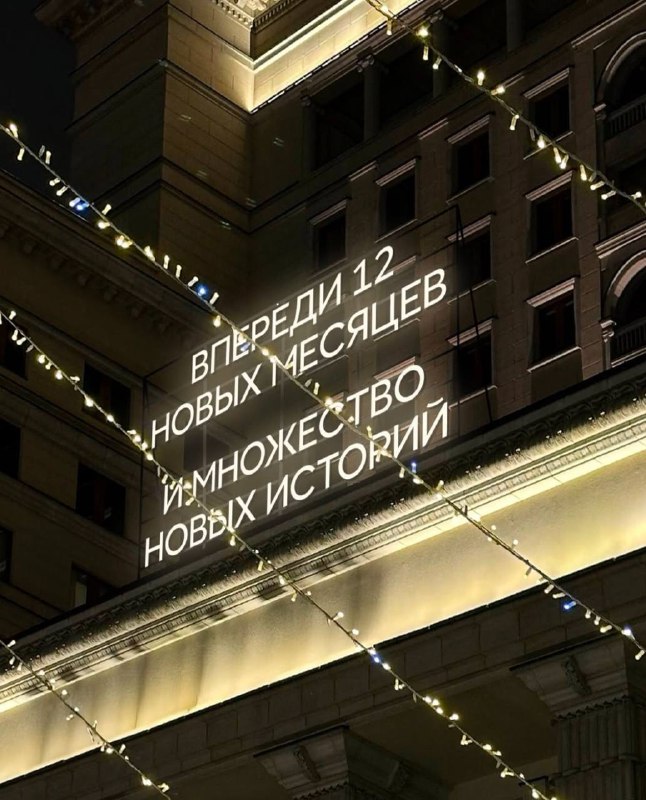 ВПЕРЕДИ 12
НОВЫХ МЕСЯЦЕВ
И МНОЖЕСТВО
НОВЫХ ИСТОРИЙ